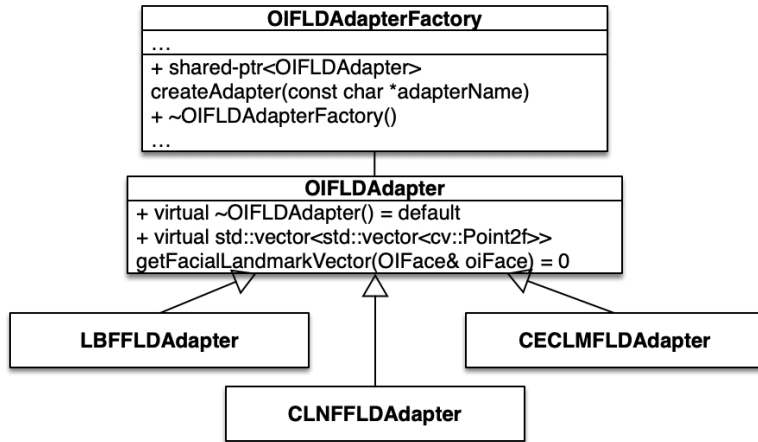 OIFLDAdapterFactory
...
+ shared-ptr<OIFLDAdapter>
createAdapter(const char *adapterName)
+ ~OIFLDAdapterFactory()
...
OIFLDAdapter
+ virtual ~OIFLDAdapter() = default
+ virtual std::vector<std::vector<cv::Point2f>>
getFacialLandmarkVector(OIFace& oiFace) = 0
LBFFLDAdapter
CECLMFLDAdapter
CLNFFLDAdapter